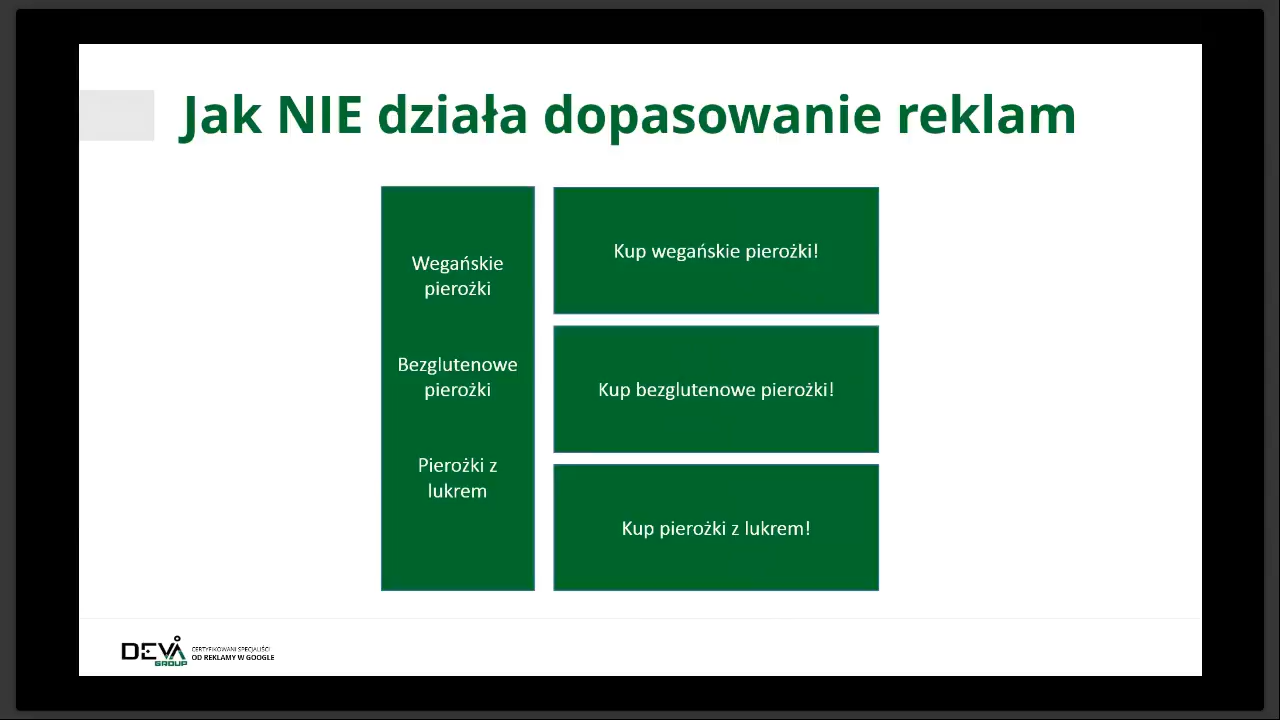 Jak NIE działa dopasowanie reklam
Wegańskie
pierożki
Bezglutenowe
pierożki
Pierożki z
lukrem
Kup wegańskie pierożki!
Kup bezglutenowe pierożki!
Kup pierożki z lukrem!
DEVA
GROUP
CERTYFIKOWANI SPECJALIŚCI
OD REKLAMY W GOOGLE